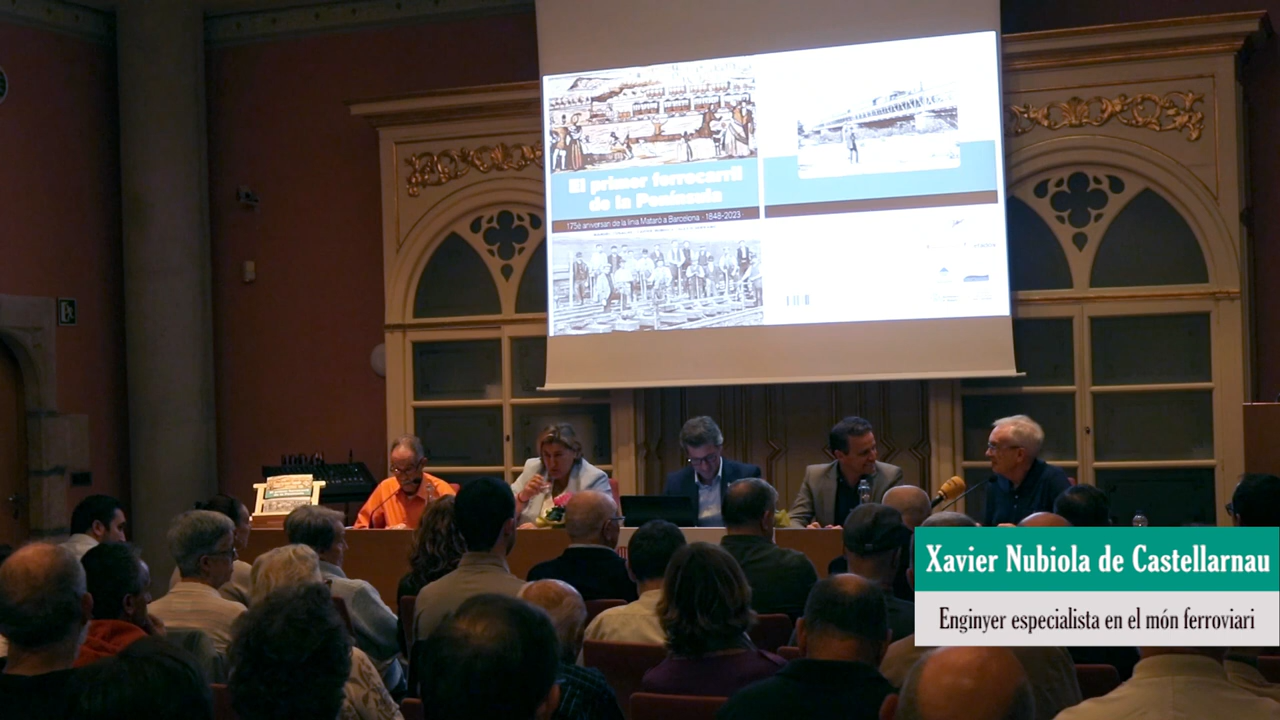 El primer ferrocarril
de la Península
175è aniversari de la línia Mataró a Barcelona - 1848-2023
Xavier Nubiola de Castellarnau
Enginyer especialista en el món ferroviari